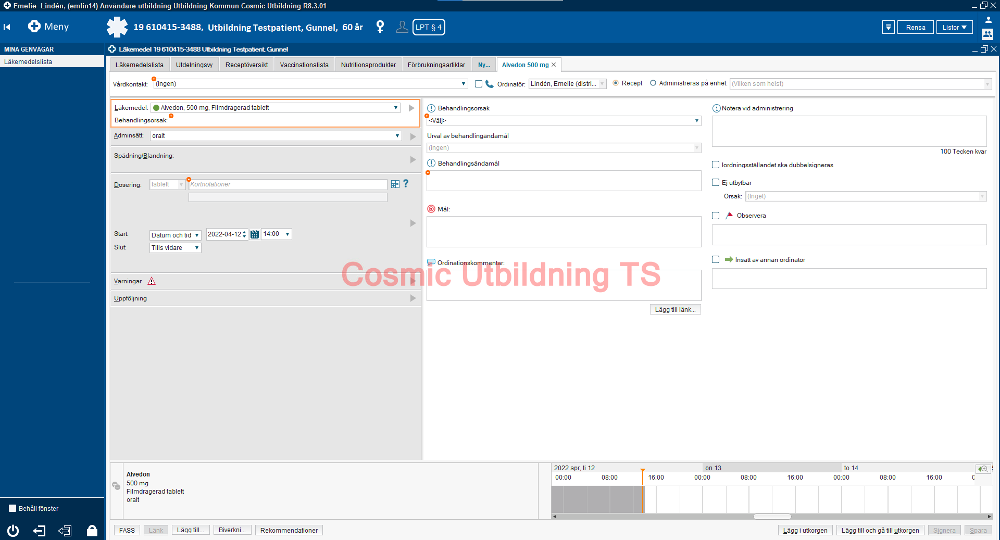 Emelie Lindén, (emlin14) Användare utbildning Utbildning Kommun Cosmic Utbildning R8.3.01
Meny
19 610415-3488, Utbildning Testpatient, Gunnel, 60 år
LPT § 4
Rensa
Listor
MINA GENVÄGAR
Läkemedelslista
Läkemedel 19 610415-3488 Utbildning Testpatient, Gunnel
Läkemedelslista Utdelningsvy Receptöversikt Vaccinationslista Nutritionsprodukter Förbrukningsartiklar Ny... Alvedon 500 mg
Vårdkontakt: (Ingen) Ordinatör: Lindén, Emelie (distri... Recept Administreras på enhet: (Vilken som helst)
Läkemedel: Alvedon, 500 mg, Filmdragerad tablett
Behandlingsorsak:
Adminsätt: oralt
Spädning/Blandning:
Dosering: tablett Kortnotationer ?
Start: Datum och tid 2022-04-12 14:00
Slut: Tills vidare
Varningar
Uppföljning
Behandlingsorsak
<Välj>
Urval av behandlingändamål
(ingen)
Behandlingsändamål
Mål:
Ordinationskommentar:
Lägg till länk...
Notera vid administrering
100 Tecken kvar
Iordningsställandet ska dubbelsigneras
Ej utbytbar
Orsak: (Inget)
Observera
Insatt av annan ordinatör
Cosmic Utbildning TS
Alvedon
500 mg
Filmdragerad tablett
oralt
2022 apr, ti 12 on 13 to 14
00:00 08:00 16:00 00:00 08:00 16:00 00:00 08:00 16:00
Behåll fönster
FASS Länk Lägg till... Biverkni... Rekommendationer Lägg i utkorgen Lägg till och gå till utkorgen Signera Spara